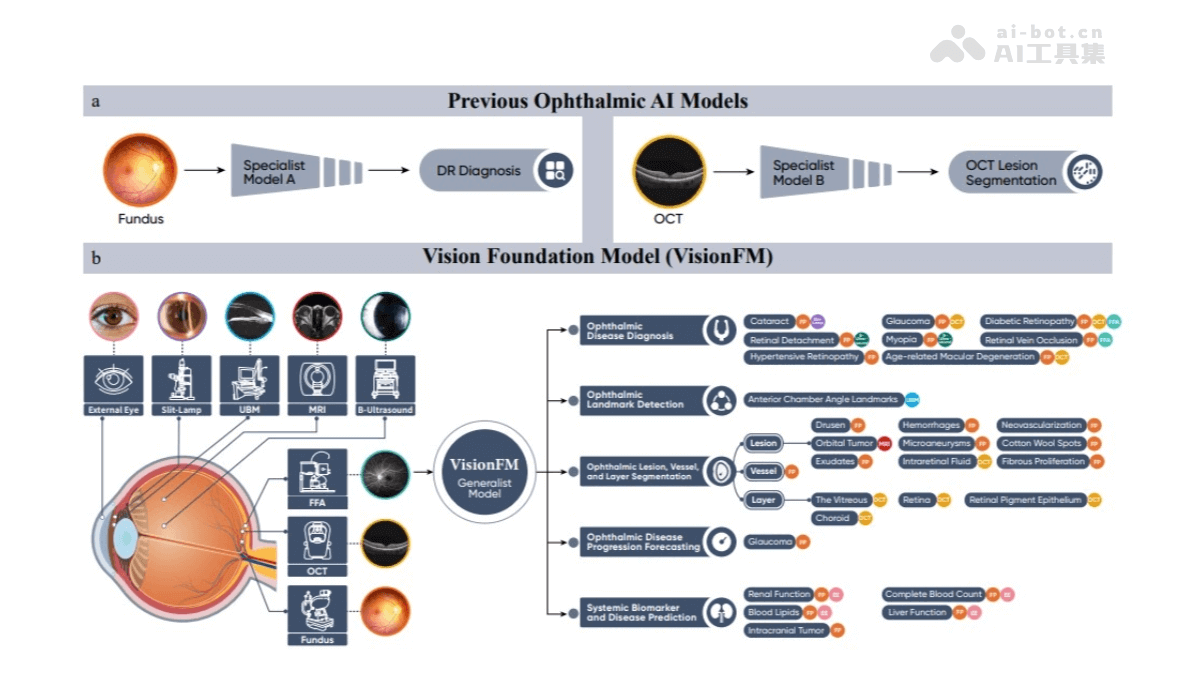 ai-bot.cn
AI工具集
a
Previous Ophthalmic AI Models
Specialist
Model A
DR Diagnosis
Fundus
Specialist
Model B
OCT Lesion
Segmentation
OCT
b
Vision Foundation Model (VisionFM)
External Eye
Slit-Lamp
UBM
MRI
B-Ultrasound
FFA
OCT
Fundus
VisionFM
Generalist
Model
Ophthalmic
Disease Diagnosis
Cataract FP
Glaucoma FP OCT
Diabetic Retinopathy FP OCT FFA
Retinal Detachment FP
Myopia FP
Retinal Vein Occlusion FP FFA
Hypertensive Retinopathy FP
Age-related Macular Degeneration FP OCT
Ophthalmic
Landmark Detection
Anterior Chamber Angle Landmarks UBM
Ophthalmic Lesion, Vessel,
and Layer Segmentation
Lesion
Drusen FP
Hemorrhages FP
Neovascularization FP
Orbital Tumor MRI
Microaneurysms FP
Cotton Wool Spots FP
Exudates FP
Intraretinal Fluid OCT
Fibrous Proliferation FP
Vessel FP
Layer
The Vitreous OCT
Retina OCT
Retinal Pigment Epithelium OCT
Choroid OCT
Ophthalmic Disease
Progression Forecasting
Glaucoma FP
Systemic Biomarker
and Disease Prediction
Renal Function FP EE
Complete Blood Count FP EE
Blood Lipids FP EE
Liver Function FP EE
Intracranial Tumor FP